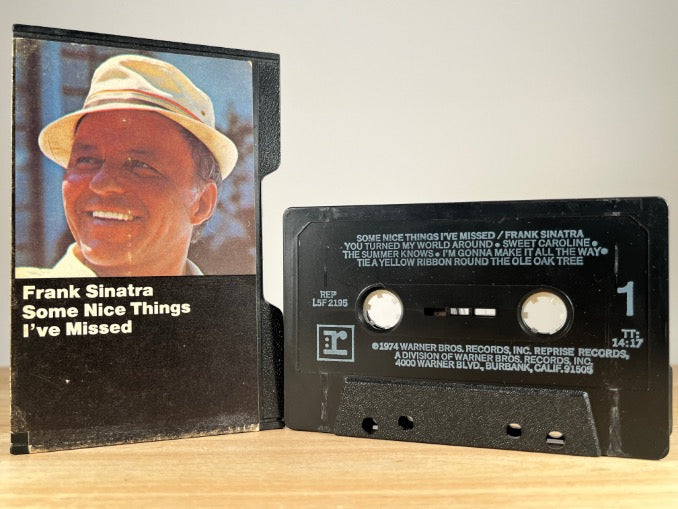 Frank Sinatra
Some Nice Things
I've Missed
SOME NICE THINGS I'VE MISSED / FRANK SINATRA
YOU TURNED MY WORLD AROUND • SWEET CAROLINE •
THE SUMMER KNOWS • I'M GONNA MAKE IT ALL THE WAY •
TIE A YELLOW RIBBON ROUND THE OLE OAK TREE
REP
L5F 2195
1
TT:
14:17
:r
℗1974 WARNER BROS. RECORDS, INC. REPRISE RECORDS,
A DIVISION OF WARNER BROS. RECORDS, INC.
4000 WARNER BLVD., BURBANK, CALIF. 91505